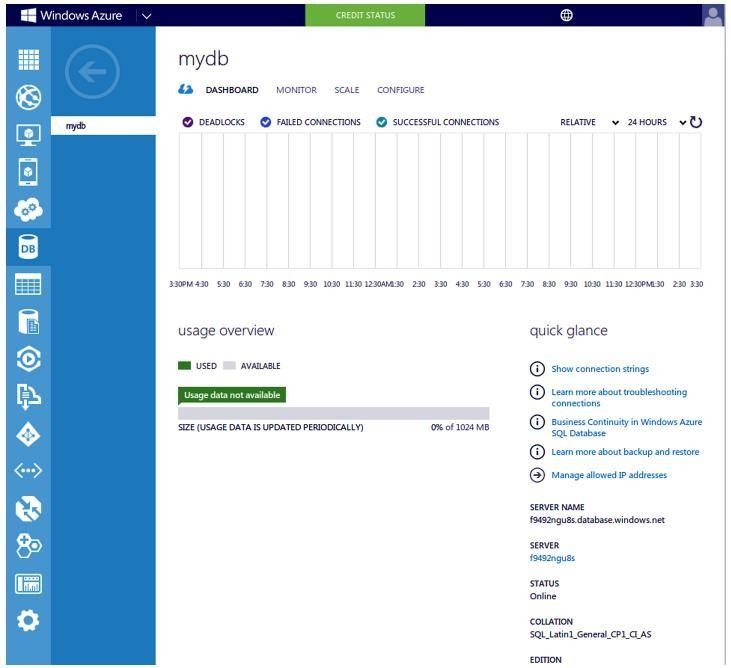 Windows Azure
CREDIT STATUS
mydb
mydb
DASHBOARD MONITOR SCALE CONFIGURE
DEADLOCKS FAILED CONNECTIONS SUCCESSFUL CONNECTIONS RELATIVE 24 HOURS
3:30PM 4:30 5:30 6:30 7:30 8:30 9:30 10:30 11:30 12:30AM1:30 2:30 3:30 4:30 5:30 6:30 7:30 8:30 9:30 10:30 11:30 12:30PM1:30 2:30 3:30
usage overview
USED AVAILABLE
Usage data not available
SIZE (USAGE DATA IS UPDATED PERIODICALLY) 0% of 1024 MB
quick glance
Show connection strings
Learn more about troubleshooting
connections
Business Continuity in Windows Azure
SQL Database
Learn more about backup and restore
Manage allowed IP addresses
SERVER NAME
f9492ngu8s.database.windows.net
SERVER
f9492ngu8s
STATUS
Online
COLLATION
SQL_Latin1_General_CP1_CI_AS
EDITION
DB